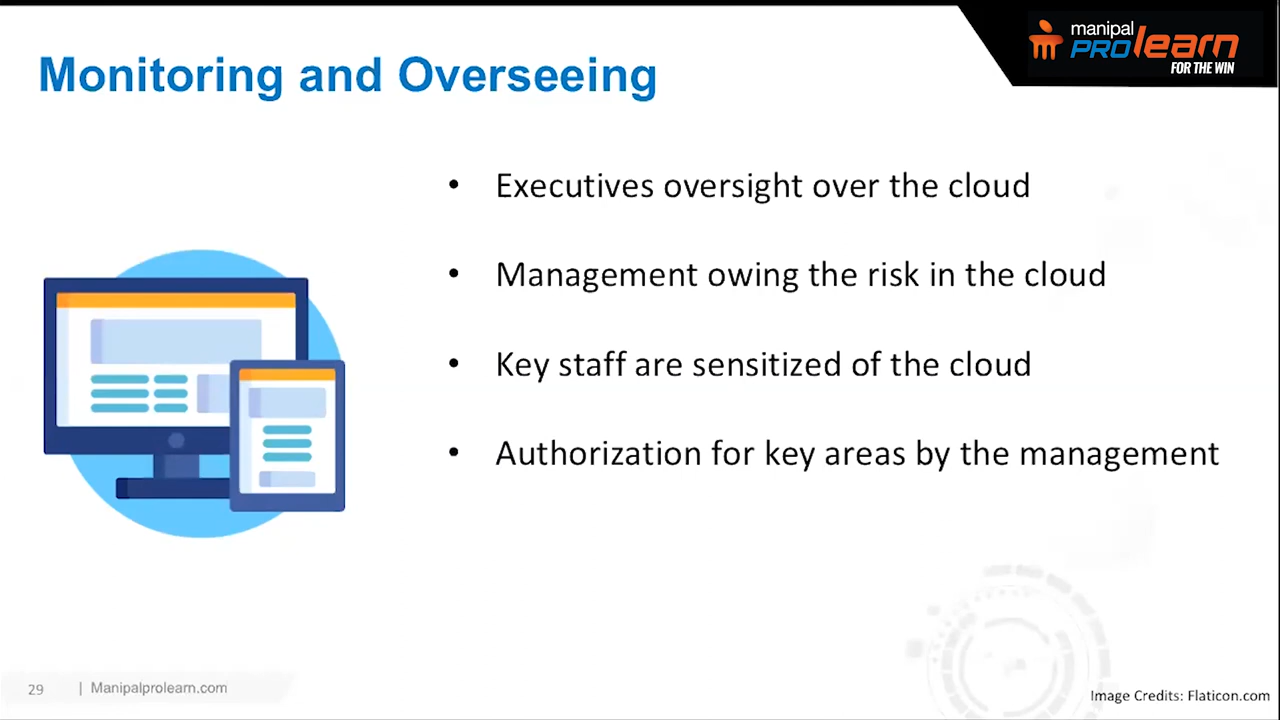 manipal
PROlearn
FOR THE WIN
Monitoring and Overseeing
• Executives oversight over the cloud
• Management owing the risk in the cloud
• Key staff are sensitized of the cloud
• Authorization for key areas by the management
29 | Manipalprolearn.com
Image Credits: Flaticon.com